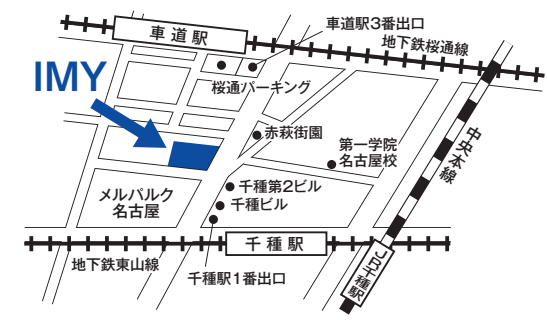 車道駅
車道駅3番出口
地下鉄桜通線
IMY
桜通パーキング
赤萩街園
第一学院
名古屋校
中央本線
千種第2ビル
メルパルク
名古屋
千種ビル
千種駅
地下鉄東山線
千種駅1番出口
JR千種駅